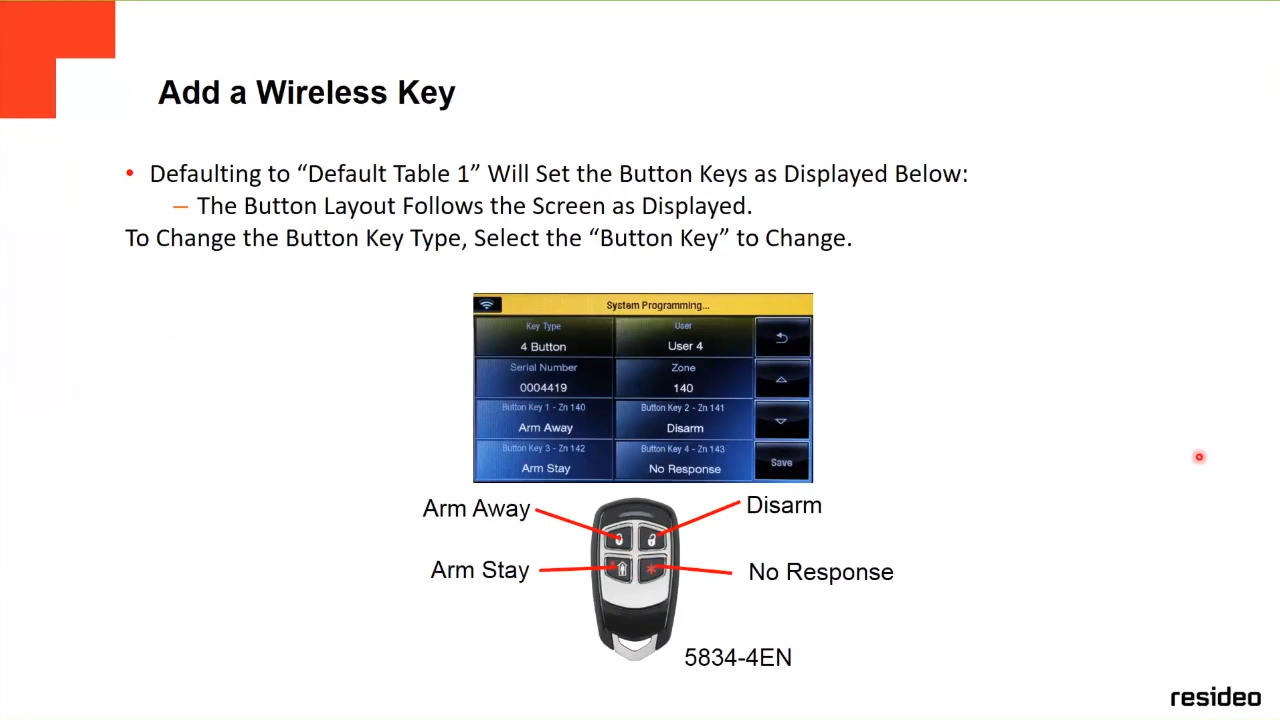 Add a Wireless Key
• Defaulting to “Default Table 1” Will Set the Button Keys as Displayed Below:
– The Button Layout Follows the Screen as Displayed.
To Change the Button Key Type, Select the “Button Key” to Change.
System Programming...
Key Type
4 Button
User
User 4
Serial Number
0004419
Zone
140
Button Key 1 - Zn 140
Arm Away
Button Key 2 - Zn 141
Disarm
Button Key 3 - Zn 142
Arm Stay
Button Key 4 - Zn 143
No Response
Save
Arm Away
Disarm
Arm Stay
No Response
5834-4EN
resideo